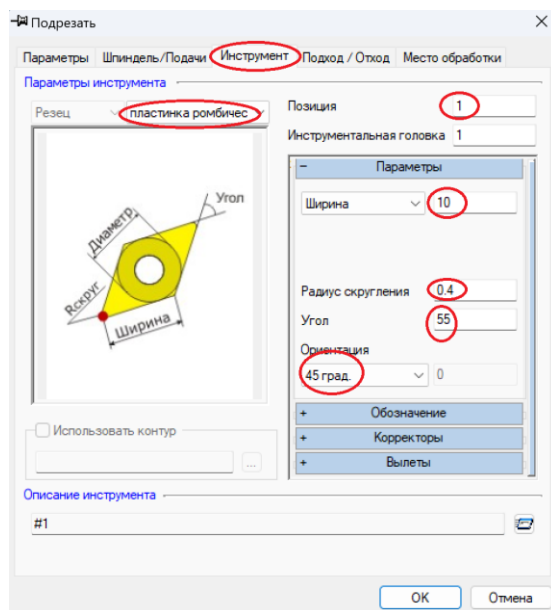 Подрезать
Параметры Шпиндель/Подачи Инструмент Подход / Отход Место обработки
Параметры инструмента
Резец пластинка ромбичес
Позиция 1
Инструментальная головка 1
Угол
Диаметр
Rскруг
Ширина
− Параметры
Ширина 10
Радиус скругления 0.4
Угол 55
Ориентация
45 град. 0
+ Обозначение
+ Корректоры
+ Вылеты
Использовать контур
...
Описание инструмента
#1
OK Отмена